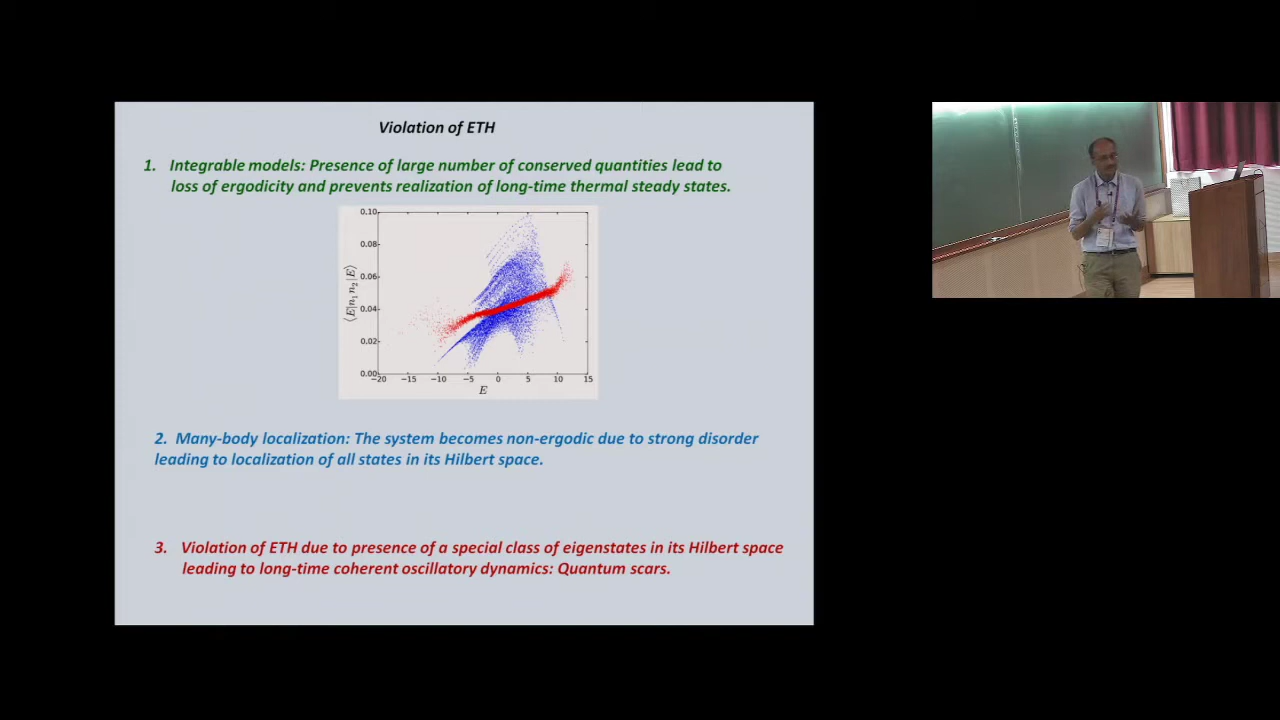 Violation of ETH
1. Integrable models: Presence of large number of conserved quantities lead to
loss of ergodicity and prevents realization of long-time thermal steady states.
0.10
0.08
0.06
0.04
0.02
0.00
⟨E|n₁n₂|E⟩
−20 −15 −10 −5 0 5 10 15
E
2. Many-body localization: The system becomes non-ergodic due to strong disorder
leading to localization of all states in its Hilbert space.
3. Violation of ETH due to presence of a special class of eigenstates in its Hilbert space
leading to long-time coherent oscillatory dynamics: Quantum scars.